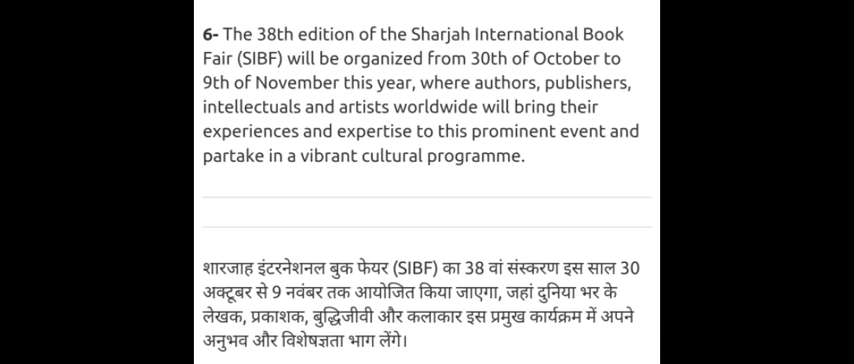 6- The 38th edition of the Sharjah International Book
Fair (SIBF) will be organized from 30th of October to
9th of November this year, where authors, publishers,
intellectuals and artists worldwide will bring their
experiences and expertise to this prominent event and
partake in a vibrant cultural programme.
शारजाह इंटरनेशनल बुक फेयर (SIBF) का 38 वां संस्करण इस साल 30
अक्टूबर से 9 नवंबर तक आयोजित किया जाएगा, जहां दुनिया भर के
लेखक, प्रकाशक, बुद्धिजीवी और कलाकार इस प्रमुख कार्यक्रम में अपने
अनुभव और विशेषज्ञता भाग लेंगे।